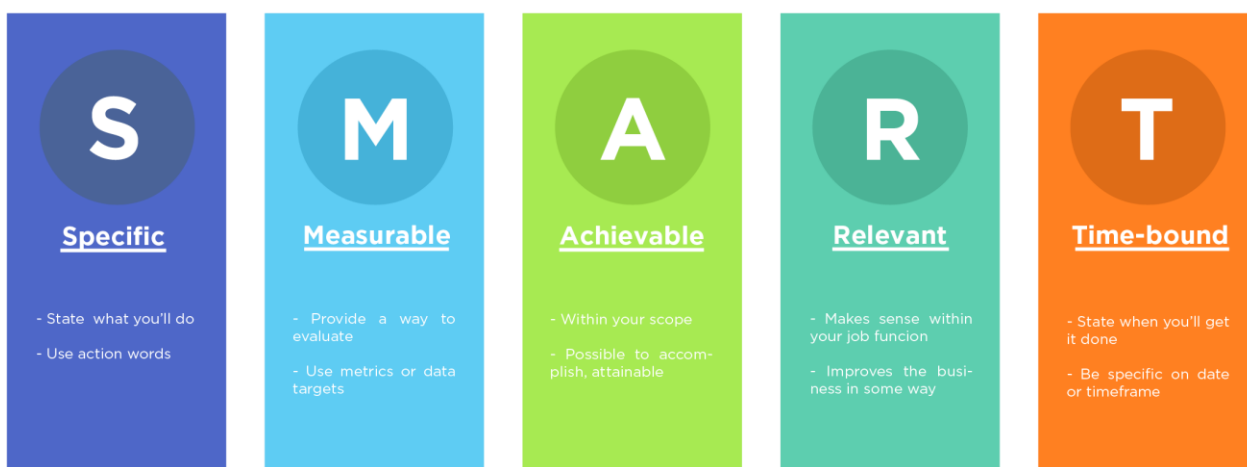 S
Specific
- State what you'll do
- Use action words
M
Measurable
- Provide a way to
evaluate
- Use metrics or data
targets
A
Achievable
- Within your scope
- Possible to accom-
plish, attainable
R
Relevant
- Makes sense within
your job funcion
- Improves the busi-
ness in some way
T
Time-bound
- State when you'll get
it done
- Be specific on date
or timeframe